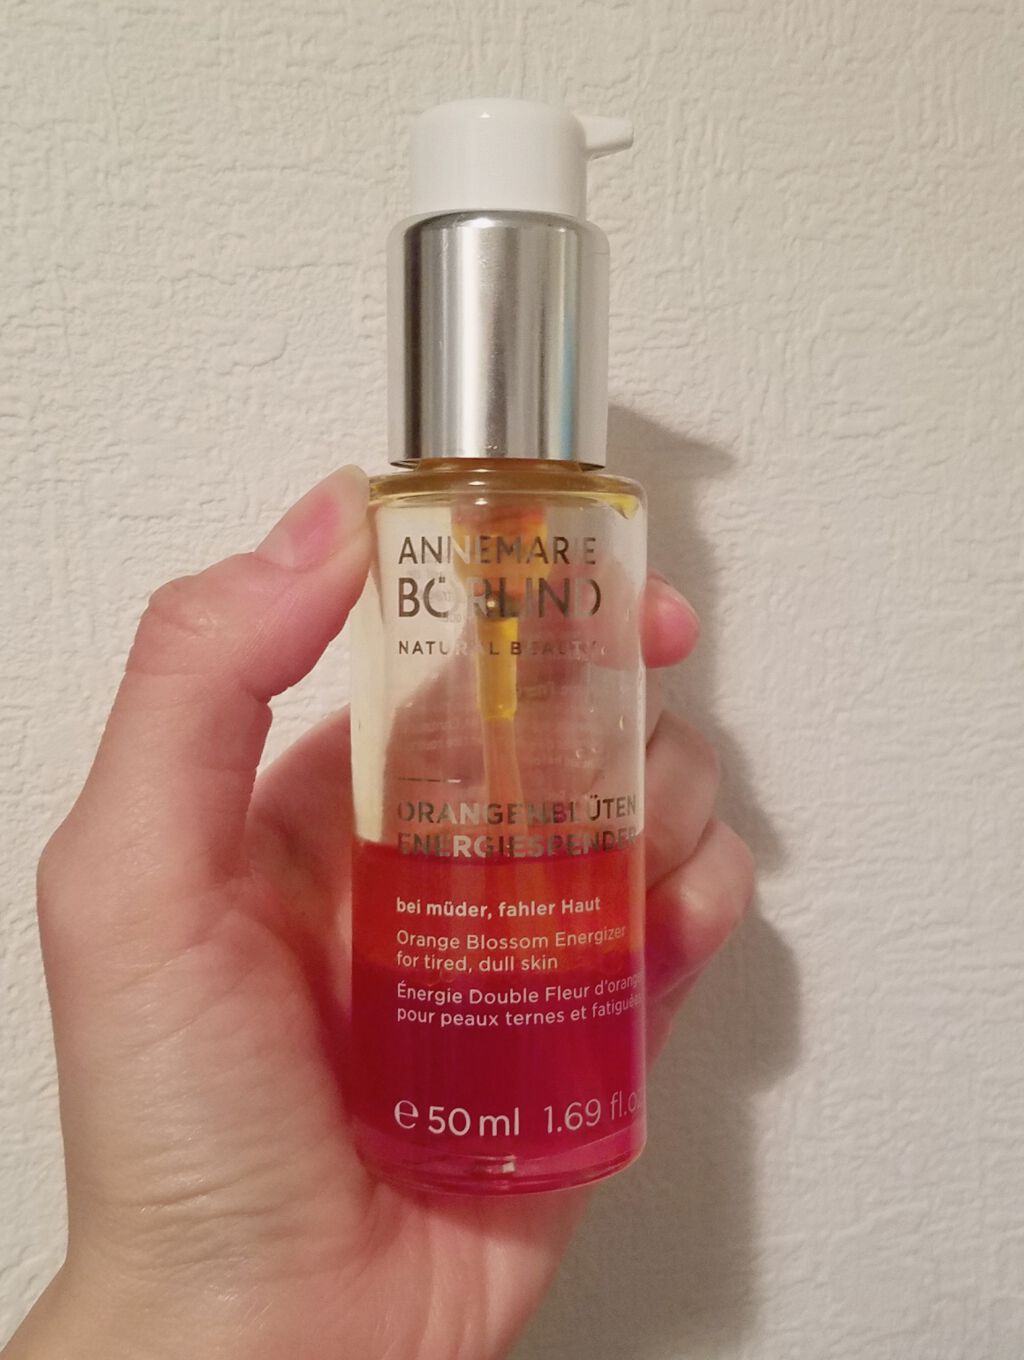 ANNEMARIE
BÖRLIND
NATURAL BEAUTY
ORANGENBLÜTEN
ENERGIESPENDER
bei müder, fahler Haut
Orange Blossom Energizer
for tired, dull skin
Énergie Double Fleur d'orange
pour peaux ternes et fatiguées
℮ 50 ml 1.69 fl.oz